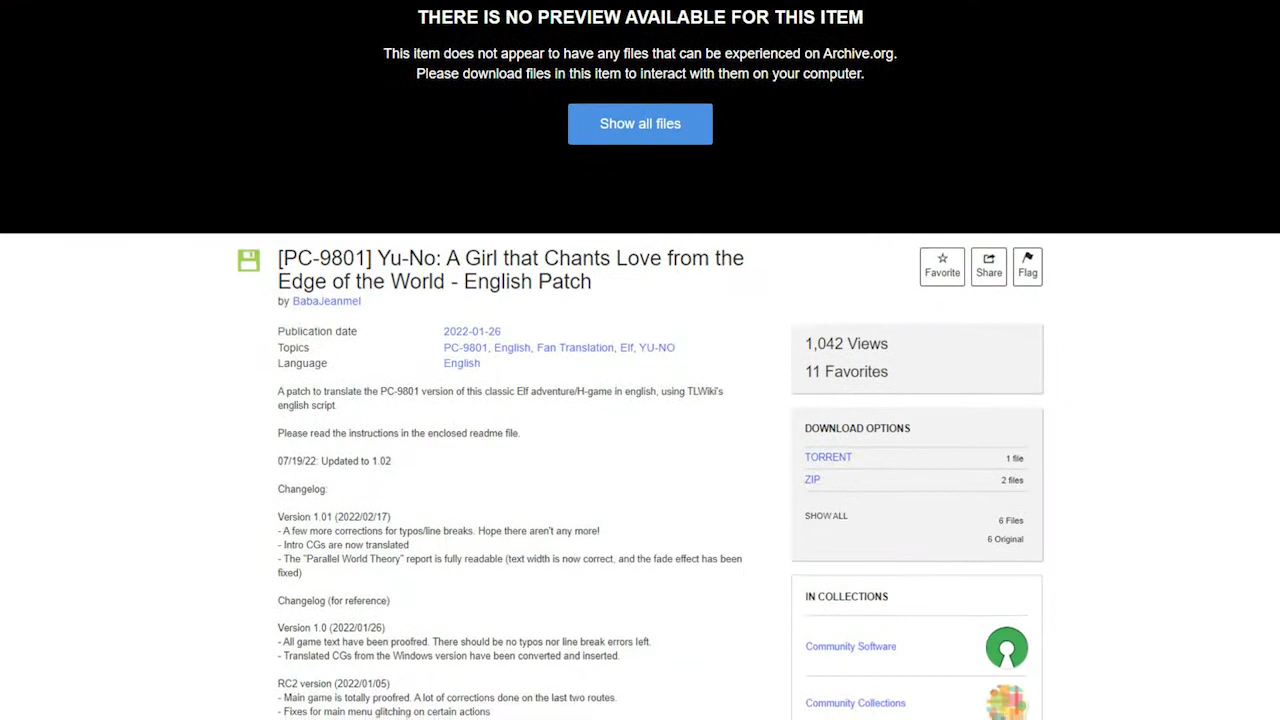 THERE IS NO PREVIEW AVAILABLE FOR THIS ITEM
This item does not appear to have any files that can be experienced on Archive.org.
Please download files in this item to interact with them on your computer.
Show all files
[PC-9801] Yu-No: A Girl that Chants Love from the
Edge of the World - English Patch
by BabaJeanmel
Favorite
Share
Flag
Publication date 2022-01-26
Topics PC-9801, English, Fan Translation, Elf, YU-NO
Language English
A patch to translate the PC-9801 version of this classic Elf adventure/H-game in english, using TLWiki's
english script.
Please read the instructions in the enclosed readme file.
07/19/22: Updated to 1.02
Changelog:
Version 1.01 (2022/02/17)
- A few more corrections for typos/line breaks. Hope there aren't any more!
- Intro CGs are now translated
- The "Parallel World Theory" report is fully readable (text width is now correct, and the fade effect has been
fixed)
Changelog (for reference)
Version 1.0 (2022/01/26)
- All game text have been proofred. There should be no typos nor line break errors left.
- Translated CGs from the Windows version have been converted and inserted.
RC2 version (2022/01/05)
- Main game is totally proofred. A lot of corrections done on the last two routes.
- Fixes for main menu glitching on certain actions
1,042 Views
11 Favorites
DOWNLOAD OPTIONS
TORRENT 1 file
ZIP 2 files
SHOW ALL 6 Files
6 Original
IN COLLECTIONS
Community Software
Community Collections